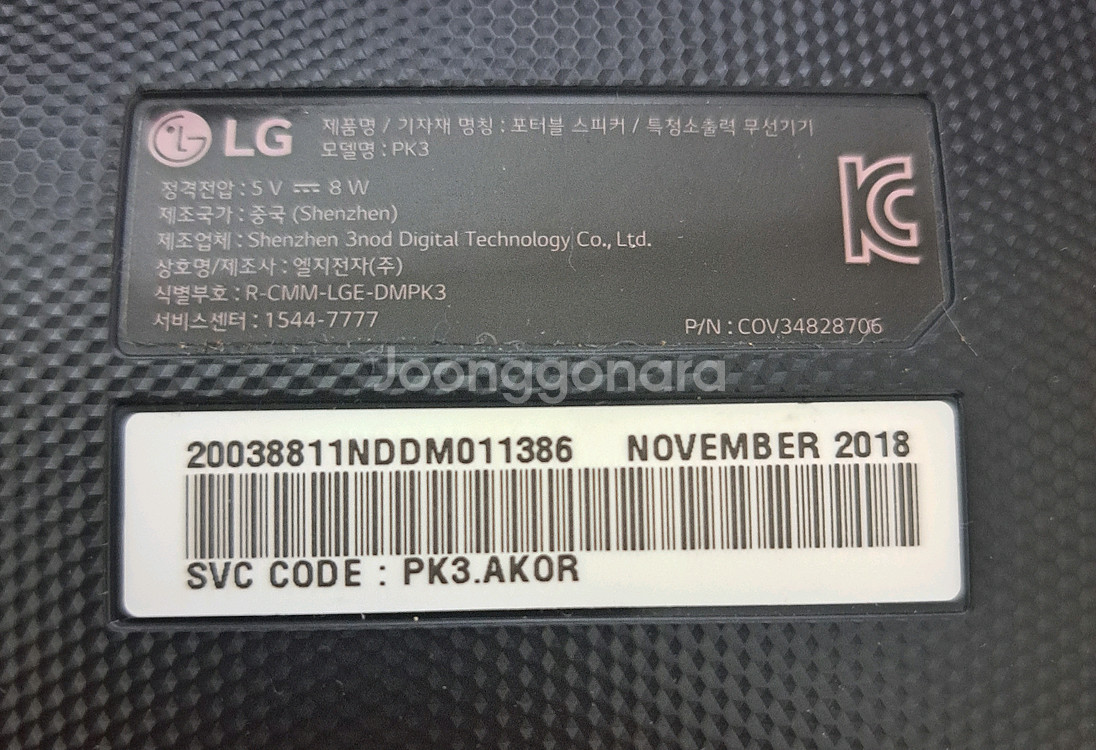 LG 제품명 / 기자재 명칭 : 포터블 스피커 / 특정소출력 무선기기
모델명 : PK3
정격전압 : 5 V ⎓ 8 W
제조국가 : 중국 (Shenzhen)
제조업체 : Shenzhen 3nod Digital Technology Co., Ltd.
상호명/제조사 : 엘지전자(주)
식별부호 : R-CMM-LGE-DMPK3
서비스센터 : 1544-7777
P/N : COV34828706
Joonggonara
20038811NDDM011386 NOVEMBER 2018
SVC CODE : PK3.AKOR